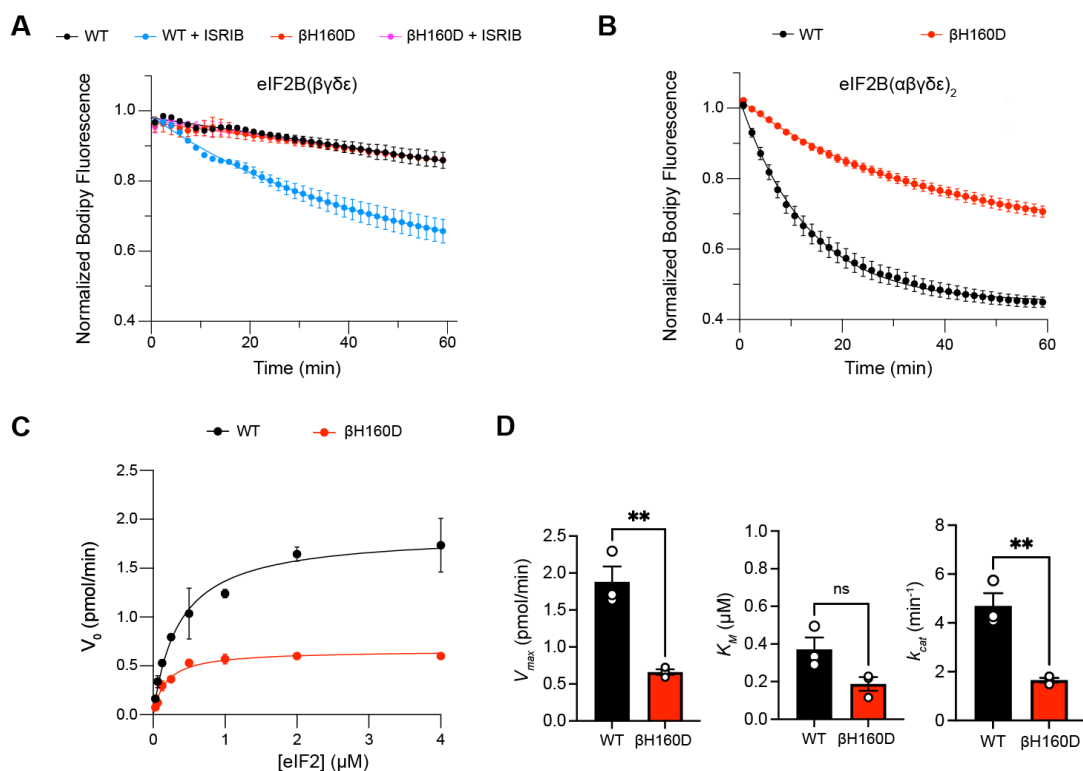 A
WT
WT + ISRIB
βH160D
βH160D + ISRIB
eIF2B(βγδε)
Normalized Bodipy Fluorescence
1.0
0.8
0.6
0.4
0
20
40
60
Time (min)
B
WT
βH160D
eIF2B(αβγδε)2
Normalized Bodipy Fluorescence
1.0
0.8
0.6
0.4
0
20
40
60
Time (min)
C
WT
βH160D
V0 (pmol/min)
2.5
2.0
1.5
1.0
0.5
0.0
0
1
2
3
4
[eIF2] (μM)
D
**
Vmax (pmol/min)
2.5
2.0
1.5
1.0
0.5
0.0
WT βH160D
ns
KM (μM)
1.0
0.8
0.6
0.4
0.2
0.0
WT βH160D
**
kcat (min-1)
8
6
4
2
0
WT βH160D